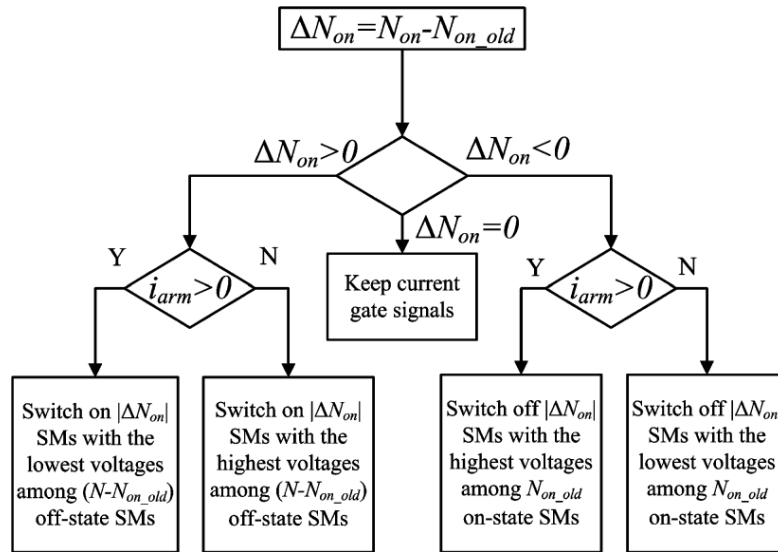 ΔN_on=N_on-N_on_old
ΔN_on>0
ΔN_on<0
ΔN_on=0
Y
i_arm>0
N
Keep current
gate signals
Y
i_arm>0
N
Switch on |ΔN_on|
SMs with the
lowest voltages
among (N-N_on_old)
off-state SMs
Switch on |ΔN_on|
SMs with the
highest voltages
among (N-N_on_old)
off-state SMs
Switch off |ΔN_on|
SMs with the
highest voltages
among N_on_old
on-state SMs
Switch off |ΔN_on|
SMs with the
lowest voltages
among N_on_old
on-state SMs